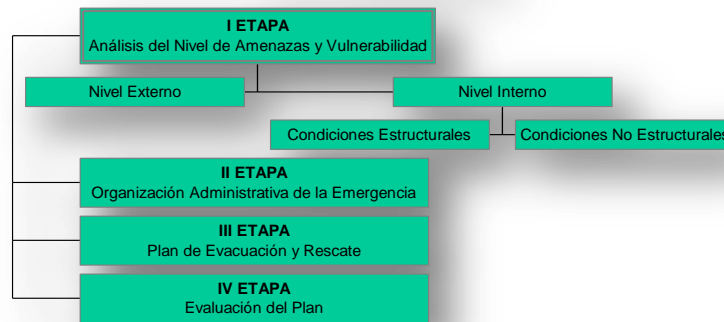 I ETAPA
Análisis del Nivel de Amenazas y Vulnerabilidad
Nivel Externo
Nivel Interno
Condiciones Estructurales
Condiciones No Estructurales
II ETAPA
Organización Administrativa de la Emergencia
III ETAPA
Plan de Evacuación y Rescate
IV ETAPA
Evaluación del Plan